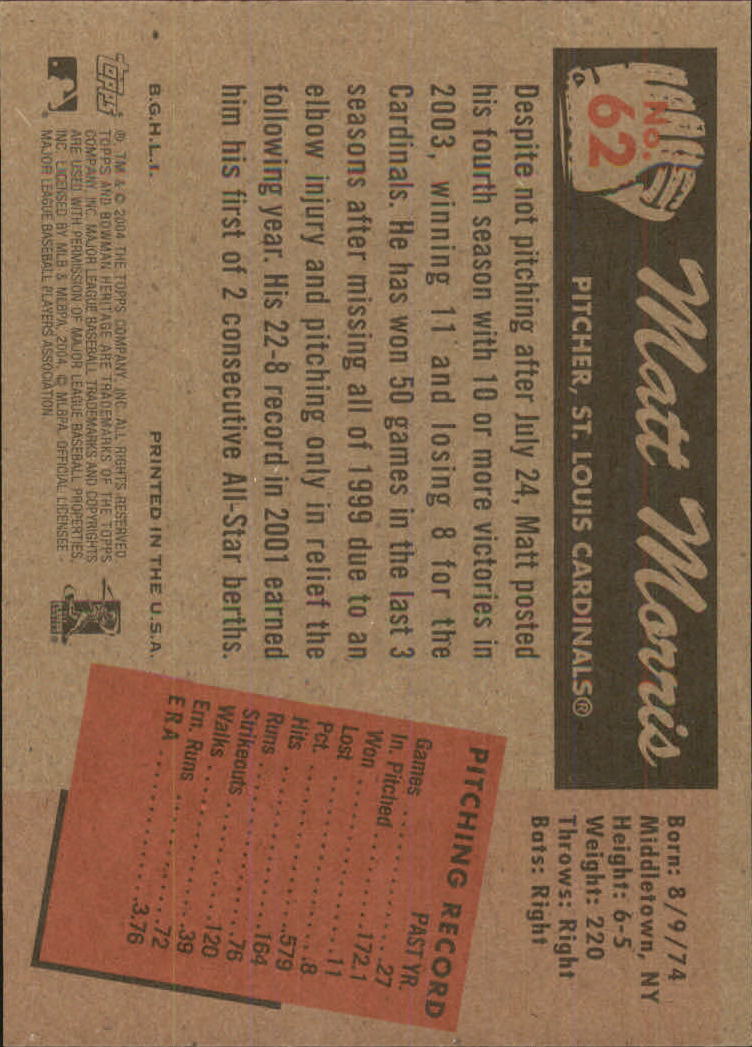 No.
62
Matt Morris
PITCHER, ST. LOUIS CARDINALS®
Born: 8/9/74
Middletown, NY
Height: 6-5
Weight: 220
Throws: Right
Bats: Right
Despite not pitching after July 24, Matt posted
his fourth season with 10 or more victories in
2003, winning 11 and losing 8 for the
Cardinals. He has won 50 games in the last 3
seasons after missing all of 1999 due to an
elbow injury and pitching only in relief the
following year. His 22-8 record in 2001 earned
him his first of 2 consecutive All-Star berths.
PITCHING RECORD
PAST YR.
Games ..........27
In. Pitched ......172.1
Won ..........11
Lost ..........8
Pct. ..........579
Hits ..........164
Runs ..........76
Strikeouts ......120
Walks ..........39
Ern. Runs ......72
ERA ..........3.76
B.G.H.L.I.
PRINTED IN THE U.S.A.
Topps
®, TM & © 2004 THE TOPPS COMPANY, INC. ALL RIGHTS RESERVED
TOPPS AND BOWMAN HERITAGE ARE TRADEMARKS OF THE TOPPS
COMPANY, INC. MAJOR LEAGUE BASEBALL TRADEMARKS AND COPYRIGHTS
ARE USED WITH PERMISSION OF MAJOR LEAGUE BASEBALL PROPERTIES,
INC. LICENSED BY MLB & MLBPA, 2004. © MLBPA. OFFICIAL LICENSEE -
MAJOR LEAGUE BASEBALL PLAYERS ASSOCIATION.